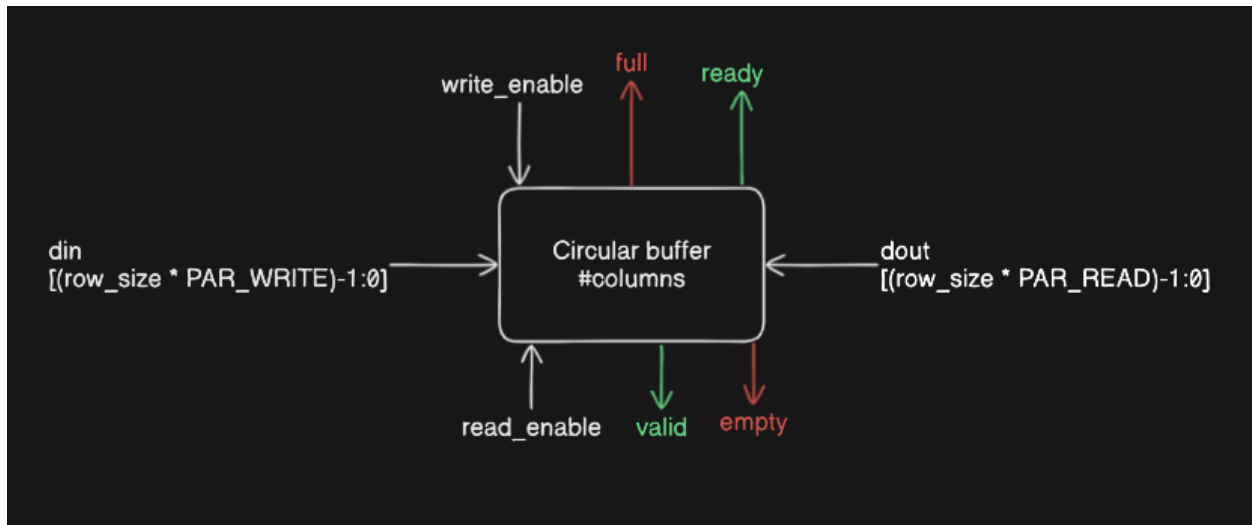 full
ready
write_enable
din
[(row_size * PAR_WRITE)-1:0]
Circular buffer
#columns
dout
[(row_size * PAR_READ)-1:0]
read_enable
valid
empty